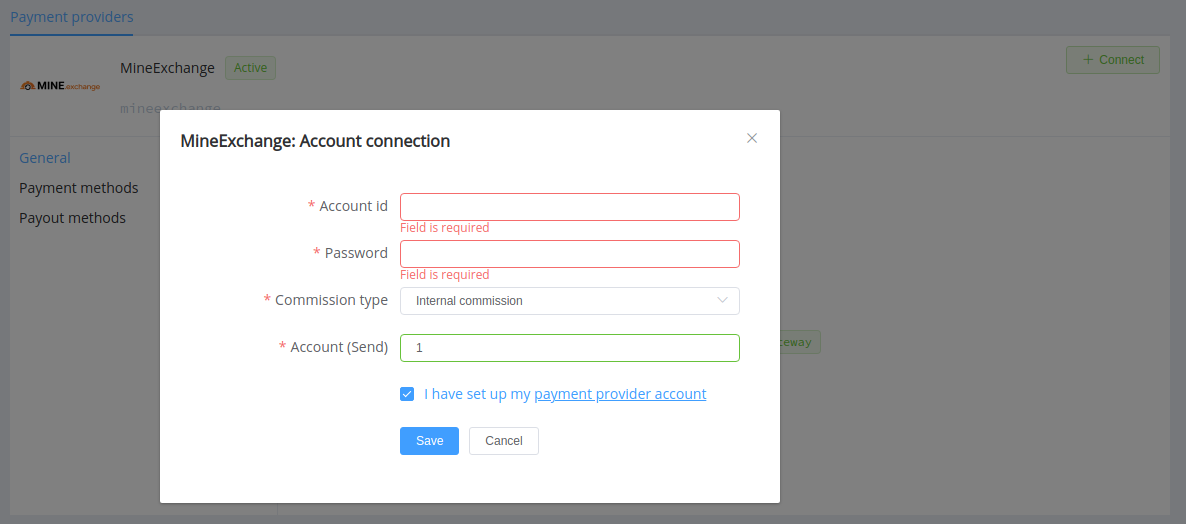 Payment providers
MINE exchange
MineExchange
Active
+ Connect
mineexchange
General
Payment methods
Payout methods
MineExchange: Account connection
* Account id
Field is required
* Password
Field is required
* Commission type
Internal commission
* Account (Send)
1
I have set up my payment provider account
Save
Cancel